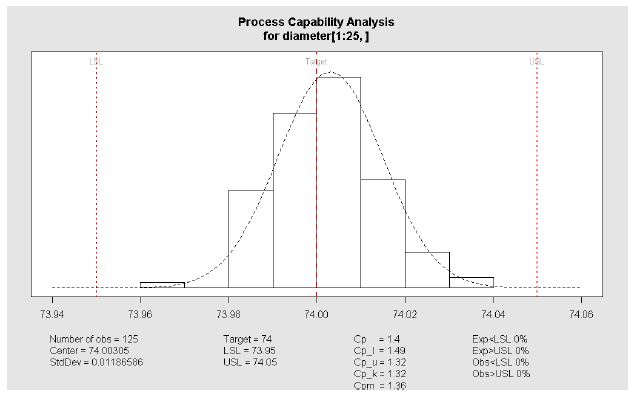 Process Capability Analysis
for diameter[1:25, ]
LSL Target USL
73.94 73.96 73.98 74.00 74.02 74.04 74.06
Number of obs = 125
Center = 74.00305
StdDev = 0.01186586
Target = 74
LSL = 73.95
USL = 74.05
Cp = 1.4
Cp_l = 1.49
Cp_u = 1.32
Cp_k = 1.32
Cpm = 1.36
Exp<LSL 0%
Exp>USL 0%
Obs<LSL 0%
Obs>USL 0%